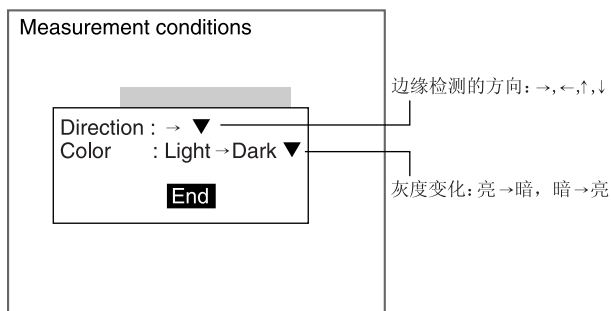 Measurement conditions
边缘检测的方向: →,←,↑,↓
Direction : → ▼
Color : Light→Dark ▼
灰度变化: 亮→暗，暗→亮
End